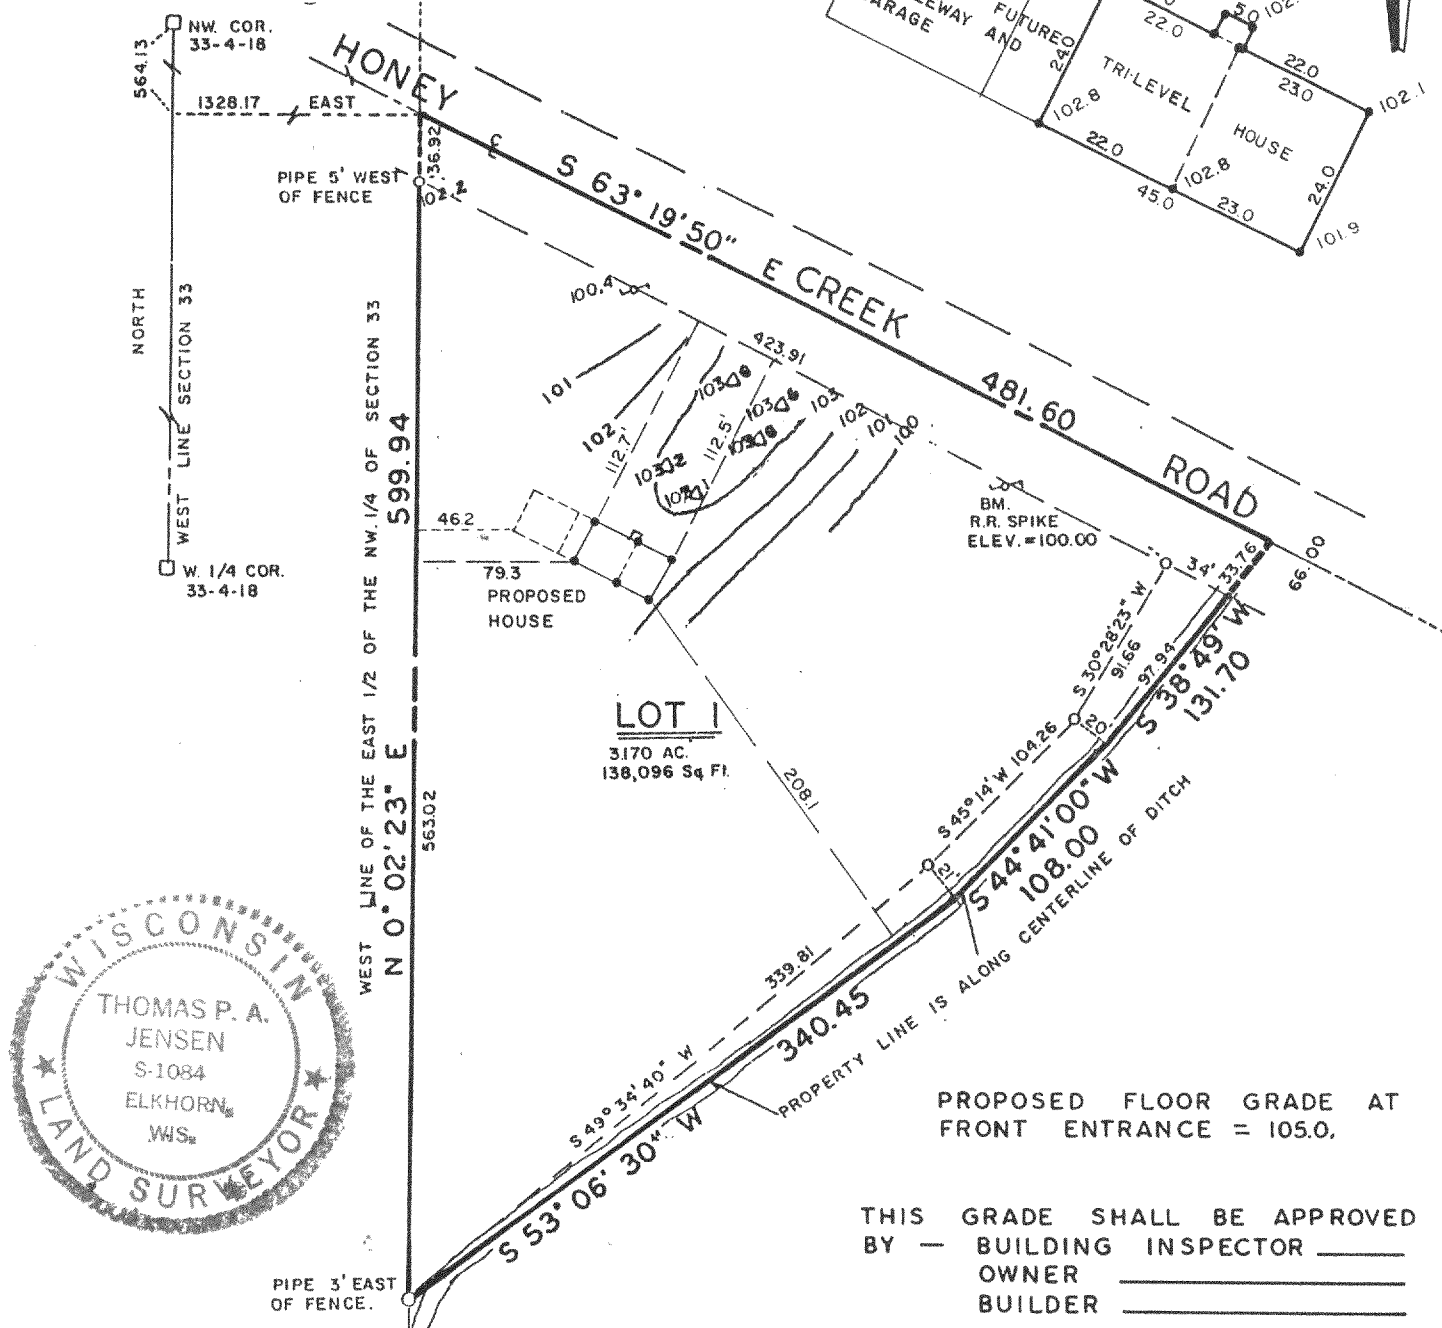 NW. COR.
33-4-18
564.13
1328.17 EAST
HONEY
36.92
PIPE 5' WEST
OF FENCE
102.2
S 63° 19' 50" E CREEK
481.60
ROAD
EEWAY AND
ARAGE
FUTURE
24.0
22.0
5.0
102.8
TRI-LEVEL
HOUSE
22.0
23.0
102.1
22.0
102.8
45.0
23.0
24.0
101.9
NORTH
WEST LINE SECTION 33
W. 1/4 COR.
33-4-18
WEST LINE OF THE EAST 1/2 OF THE NW. 1/4 OF SECTION 33
N 0° 02' 23" E
599.94
563.02
100.4
423.91
101
102
103
102
101
100
112.7'
112.5'
46.2
79.3
PROPOSED
HOUSE
BM.
R.R. SPIKE
ELEV.=100.00
34'
33.76
66.00
S 30° 28' 23" W
91.66
97.94
S 38° 49' W
131.70
20'
LOT 1
3.170 AC.
138,096 Sq Ft.
208.1
S 45° 14' W 104.26
21'
S 44° 41' 00" W
108.00
339.81
340.45
S 49° 34' 40" W
S 53° 06' 30" W
PROPERTY LINE IS ALONG CENTERLINE OF DITCH
WISCONSIN
THOMAS P. A.
JENSEN
S-1084
ELKHORN,
WIS.
LAND SURVEYOR
PIPE 3' EAST
OF FENCE.
PROPOSED FLOOR GRADE AT
FRONT ENTRANCE = 105.0.
THIS GRADE SHALL BE APPROVED
BY — BUILDING INSPECTOR
OWNER
BUILDER